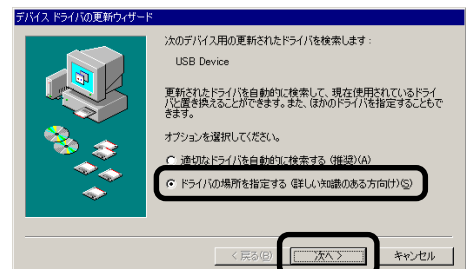 デバイス ドライバの更新ウィザード
次のデバイス用の更新されたドライバを検索します :
USB Device
更新されたドライバを自動的に検索して、現在使用されているドライ
バと置き換えることができます。また、ほかのドライバを指定することもで
きます。
オプションを選択してください。
適切なドライバを自動的に検索する (推奨)(A)
ドライバの場所を指定する (詳しい知識のある方向け)(S)
< 戻る(B) 次へ > キャンセル